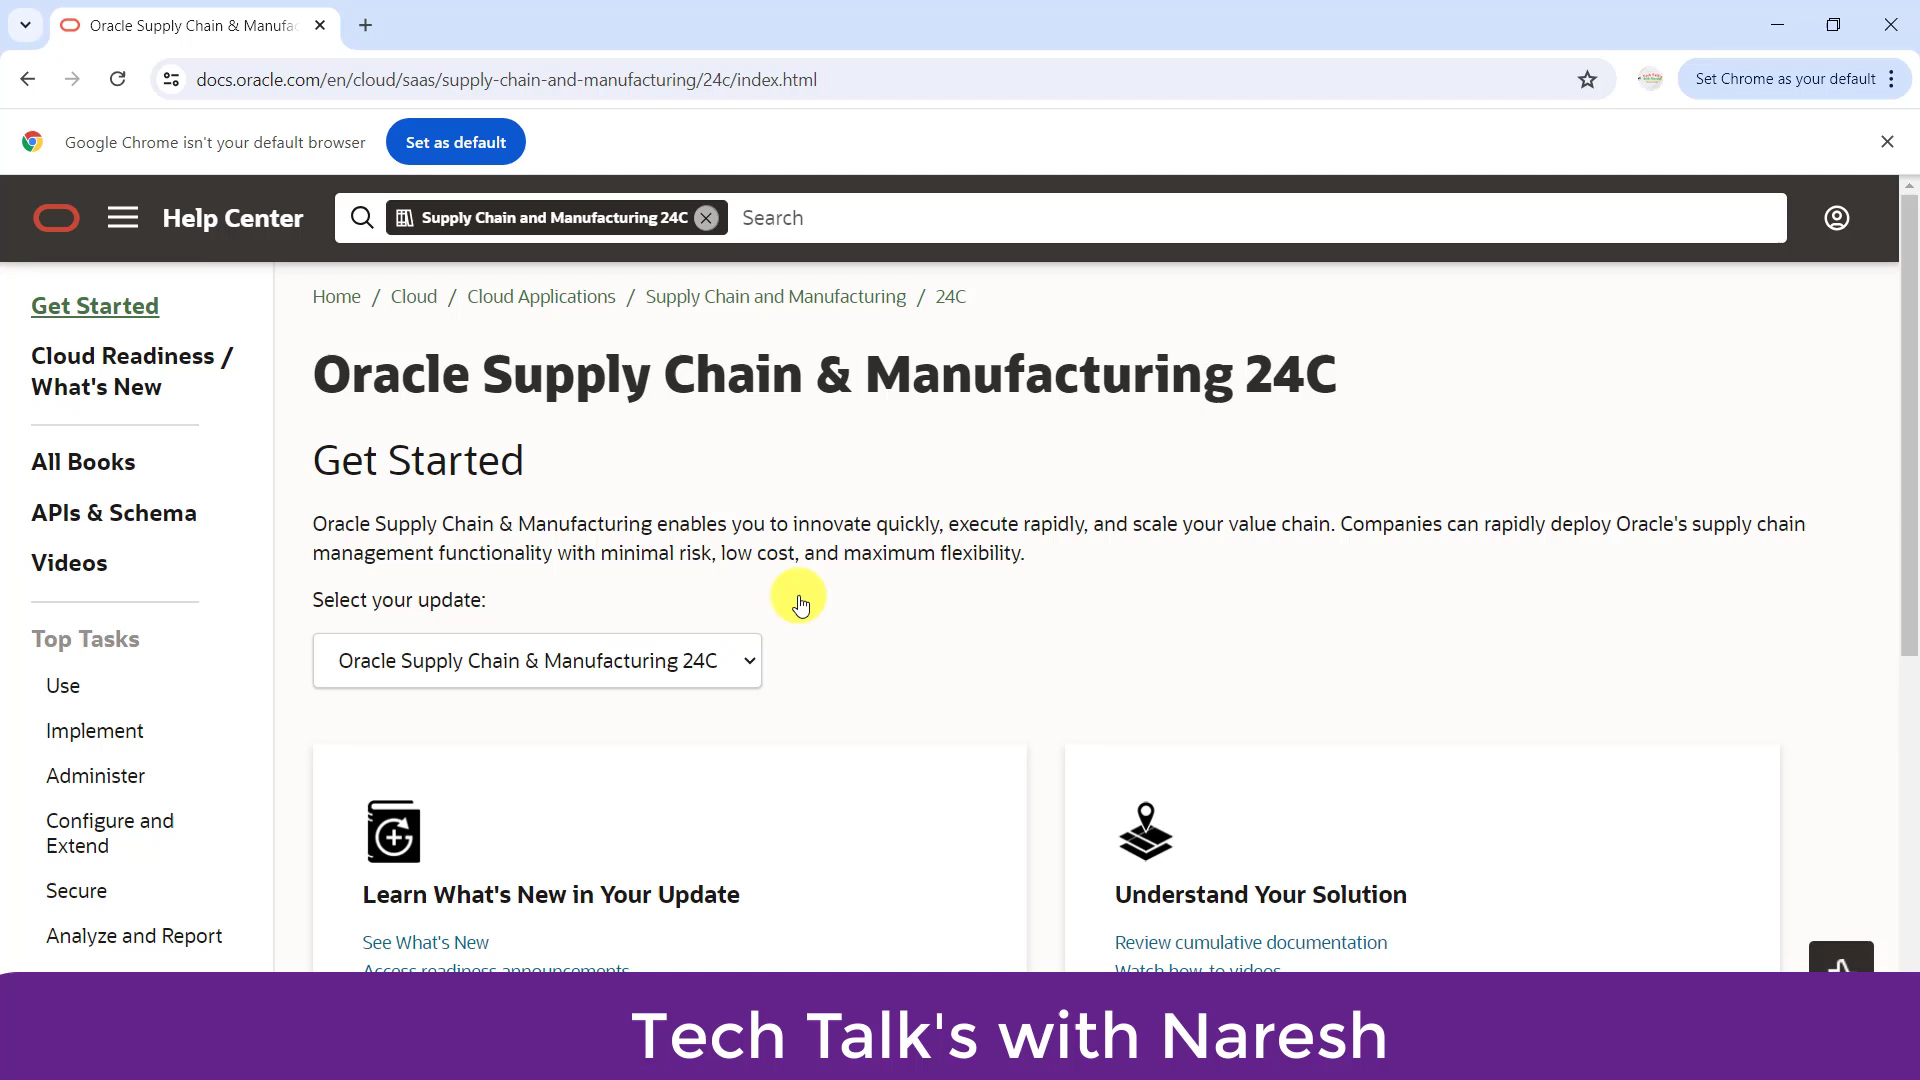 Oracle Supply Chain & Manufac
docs.oracle.com/en/cloud/saas/supply-chain-and-manufacturing/24c/index.html
Set Chrome as your default
Google Chrome isn't your default browser
Set as default
Help Center
Supply Chain and Manufacturing 24C
Search
Get Started
Cloud Readiness /
What's New
All Books
APIs & Schema
Videos
Top Tasks
Use
Implement
Administer
Configure and
Extend
Secure
Analyze and Report
Home / Cloud / Cloud Applications / Supply Chain and Manufacturing / 24C
Oracle Supply Chain & Manufacturing 24C
Get Started
Oracle Supply Chain & Manufacturing enables you to innovate quickly, execute rapidly, and scale your value chain. Companies can rapidly deploy Oracle's supply chain
management functionality with minimal risk, low cost, and maximum flexibility.
Select your update:
Oracle Supply Chain & Manufacturing 24C
Learn What's New in Your Update
See What's New
Access readiness announcements
Understand Your Solution
Review cumulative documentation
Watch how-to videos
Tech Talk's with Naresh